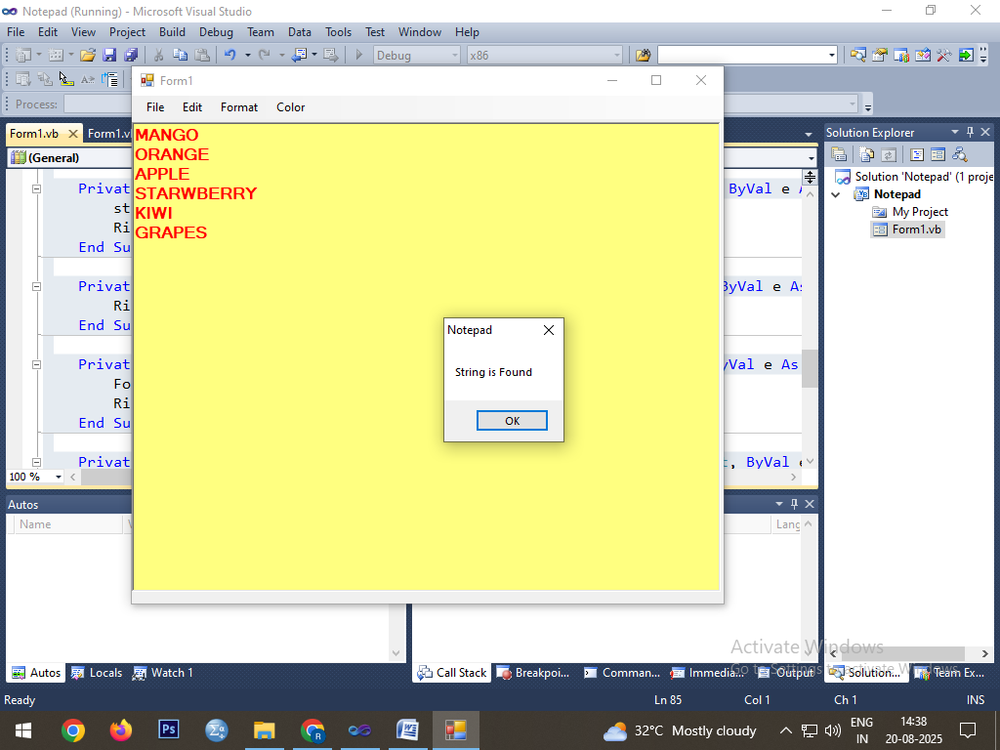 Notepad (Running) - Microsoft Visual Studio
File Edit View Project Build Debug Team Data Tools Test Window Help
Debug x86
Process:
Form1
File Edit Format Color
Form1.vb Form1.v
(General)
MANGO
ORANGE
APPLE
STARWBERRY
KIWI
GRAPES
Privat ByVal e
st
Ri
End Su
Privat ByVal e As
Ri
End Su
Privat yVal e As
Fo
Ri
End Su
Privat , ByVal e
100 %
Notepad
String is Found
OK
Solution Explorer
Solution 'Notepad' (1 proje
Notepad
My Project
Form1.vb
Autos
Name Lang
Activate Windows
Go to Settings to activate Windows.
Autos Locals Watch 1
Call Stack Breakpoi... Comman... Immedia... Output
Solution... Team Ex...
Ready Ln 85 Col 1 Ch 1 INS
Ps
32°C Mostly cloudy
ENG
IN
14:38
20-08-2025